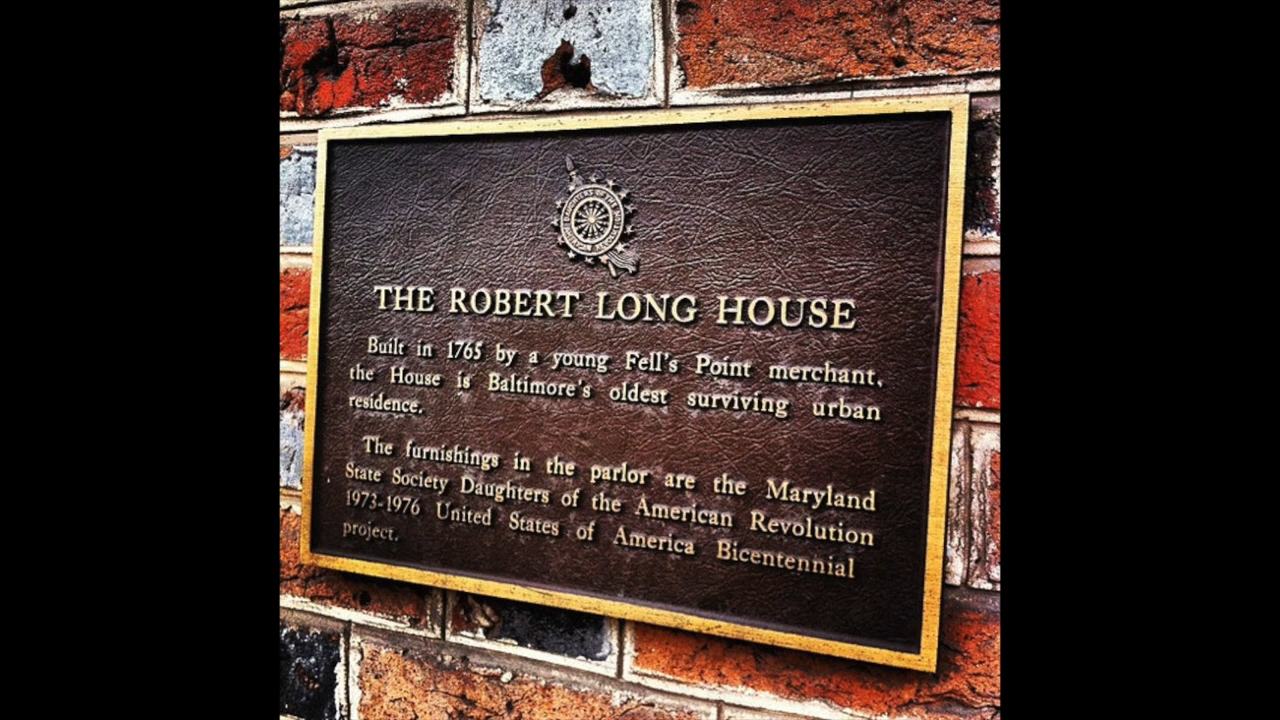 THE ROBERT LONG HOUSE
Built in 1765 by a young Fell's Point merchant,
the House is Baltimore's oldest surviving urban
residence.
The furnishings in the parlor are the Maryland
State Society Daughters of the American Revolution
1973-1976 United States of America Bicentennial
project.